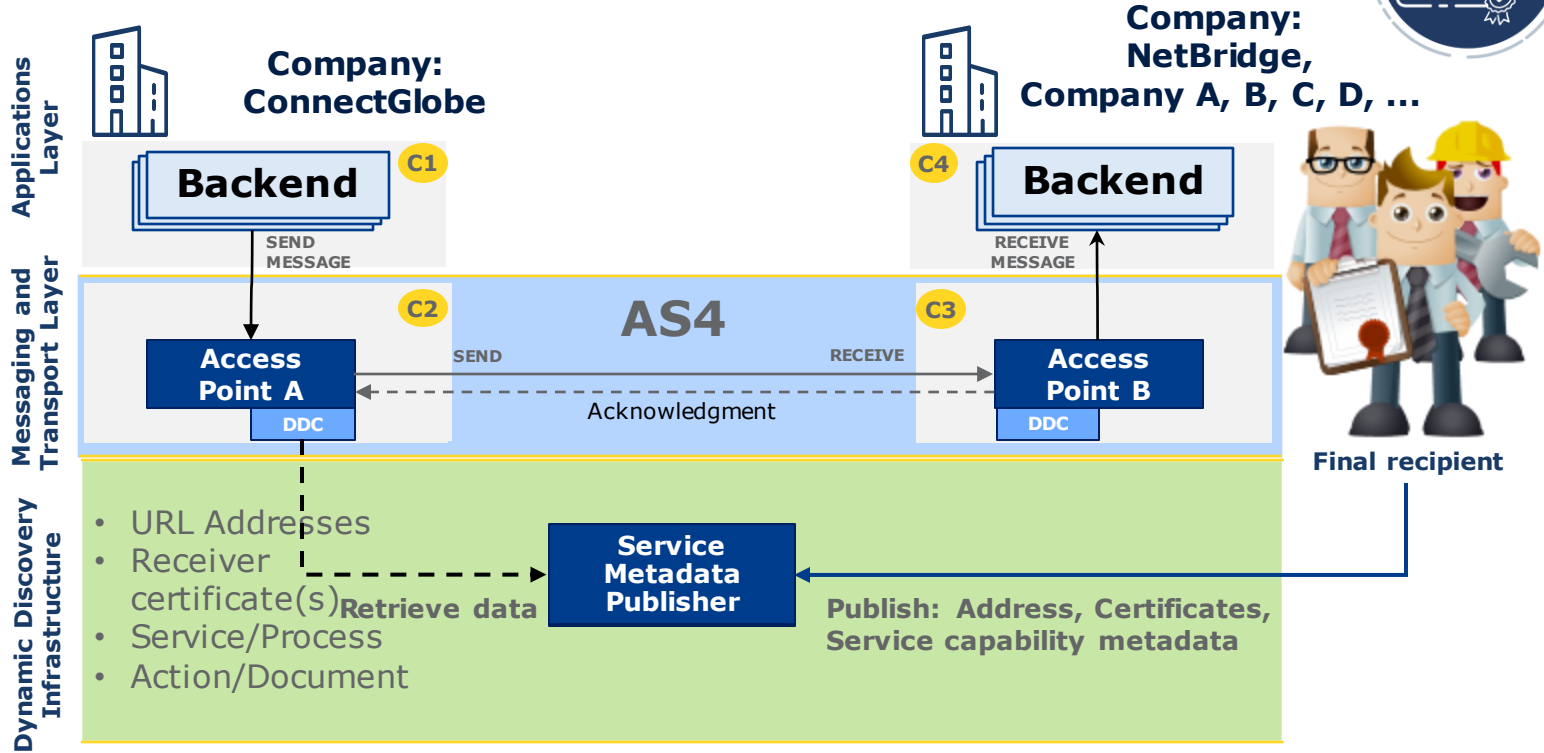 Applications
Layer
Company:
ConnectGlobe
Company:
NetBridge,
Company A, B, C, D, ...
C1
Backend
C4
Backend
SEND
MESSAGE
RECEIVE
MESSAGE
Messaging and
Transport Layer
C2
AS4
C3
Access
Point A
SEND
RECEIVE
Access
Point B
Acknowledgment
DDC
DDC
Final recipient
Dynamic Discovery
Infrastructure
• URL Addresses
• Receiver
certificate(s)
• Service/Process
• Action/Document
Retrieve data
Service
Metadata
Publisher
Publish: Address, Certificates,
Service capability metadata